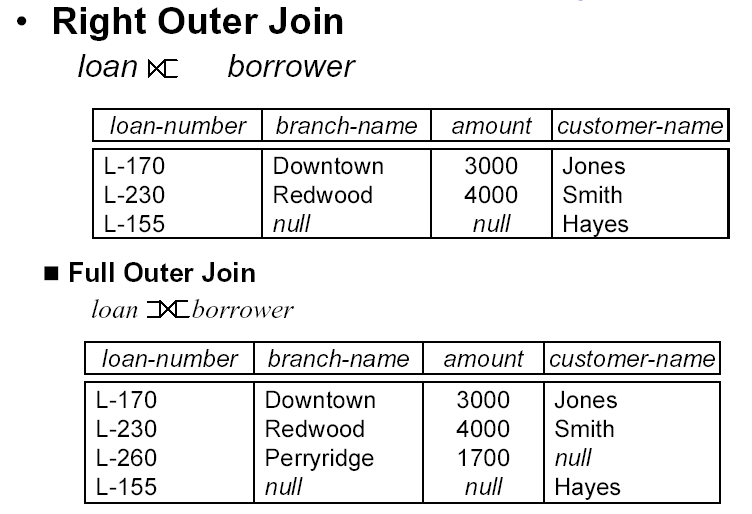 • Right Outer Join
loan ⟖ borrower
loan-number branch-name amount customer-name
L-170 Downtown 3000 Jones
L-230 Redwood 4000 Smith
L-155 null null Hayes
■ Full Outer Join
loan ⟗ borrower
loan-number branch-name amount customer-name
L-170 Downtown 3000 Jones
L-230 Redwood 4000 Smith
L-260 Perryridge 1700 null
L-155 null null Hayes